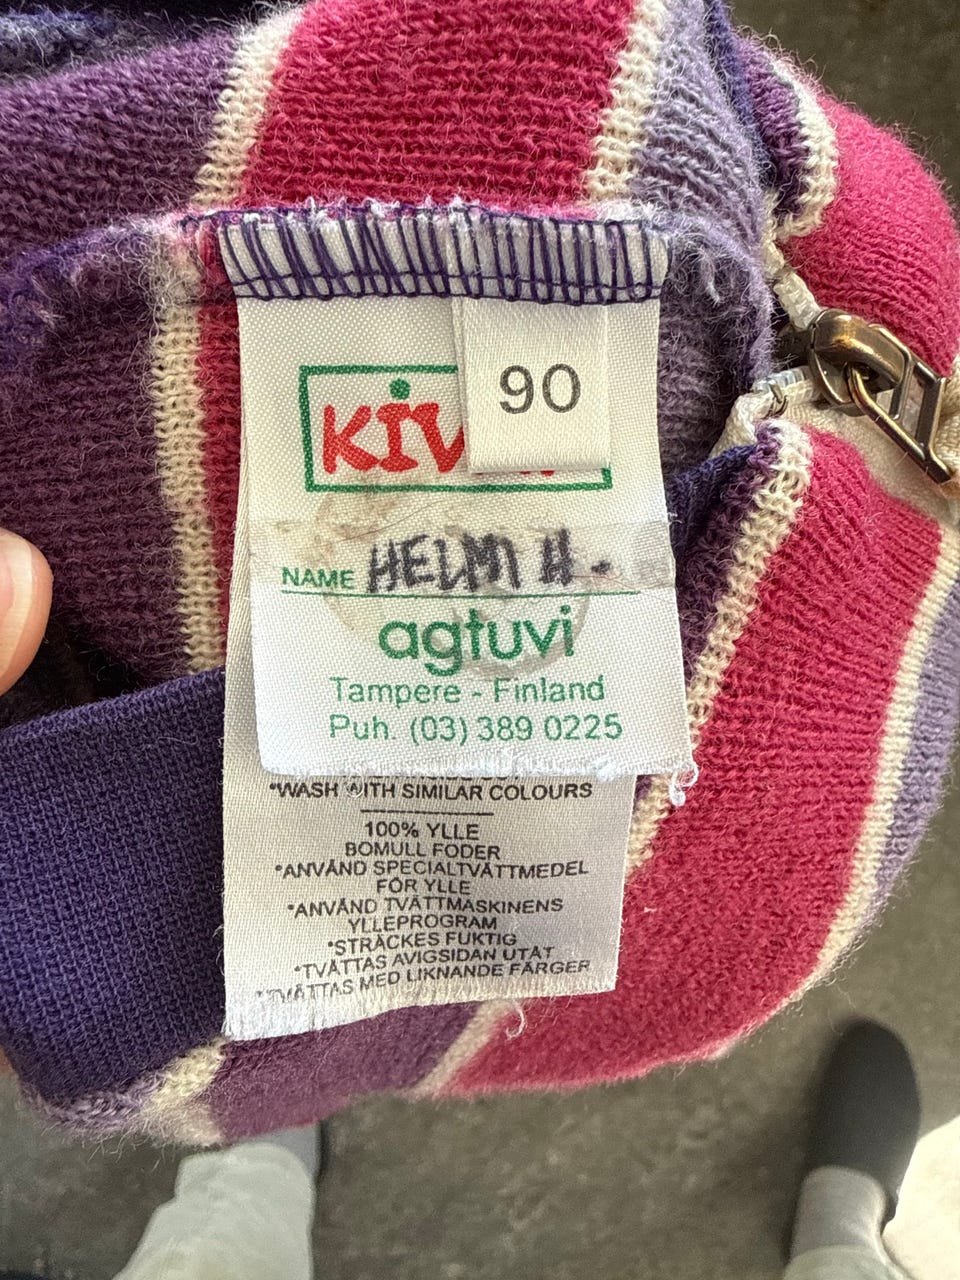 90
NAME HELMI H.
agtuvi
Tampere - Finland
Puh. (03) 389 0225
*WASH WITH SIMILAR COLOURS
100% YLLE
BOMULL FODER
*ANVÄND SPECIALTVÄTTMEDEL
FÖR YLLE
*ANVÄND TVÄTTMASKINENS
YLLEPROGRAM
*STRÄCKES FUKTIG
*TVÄTTAS AVIGSIDAN UTÅT
*TVÄTTAS MED LIKNANDE FÄRGER